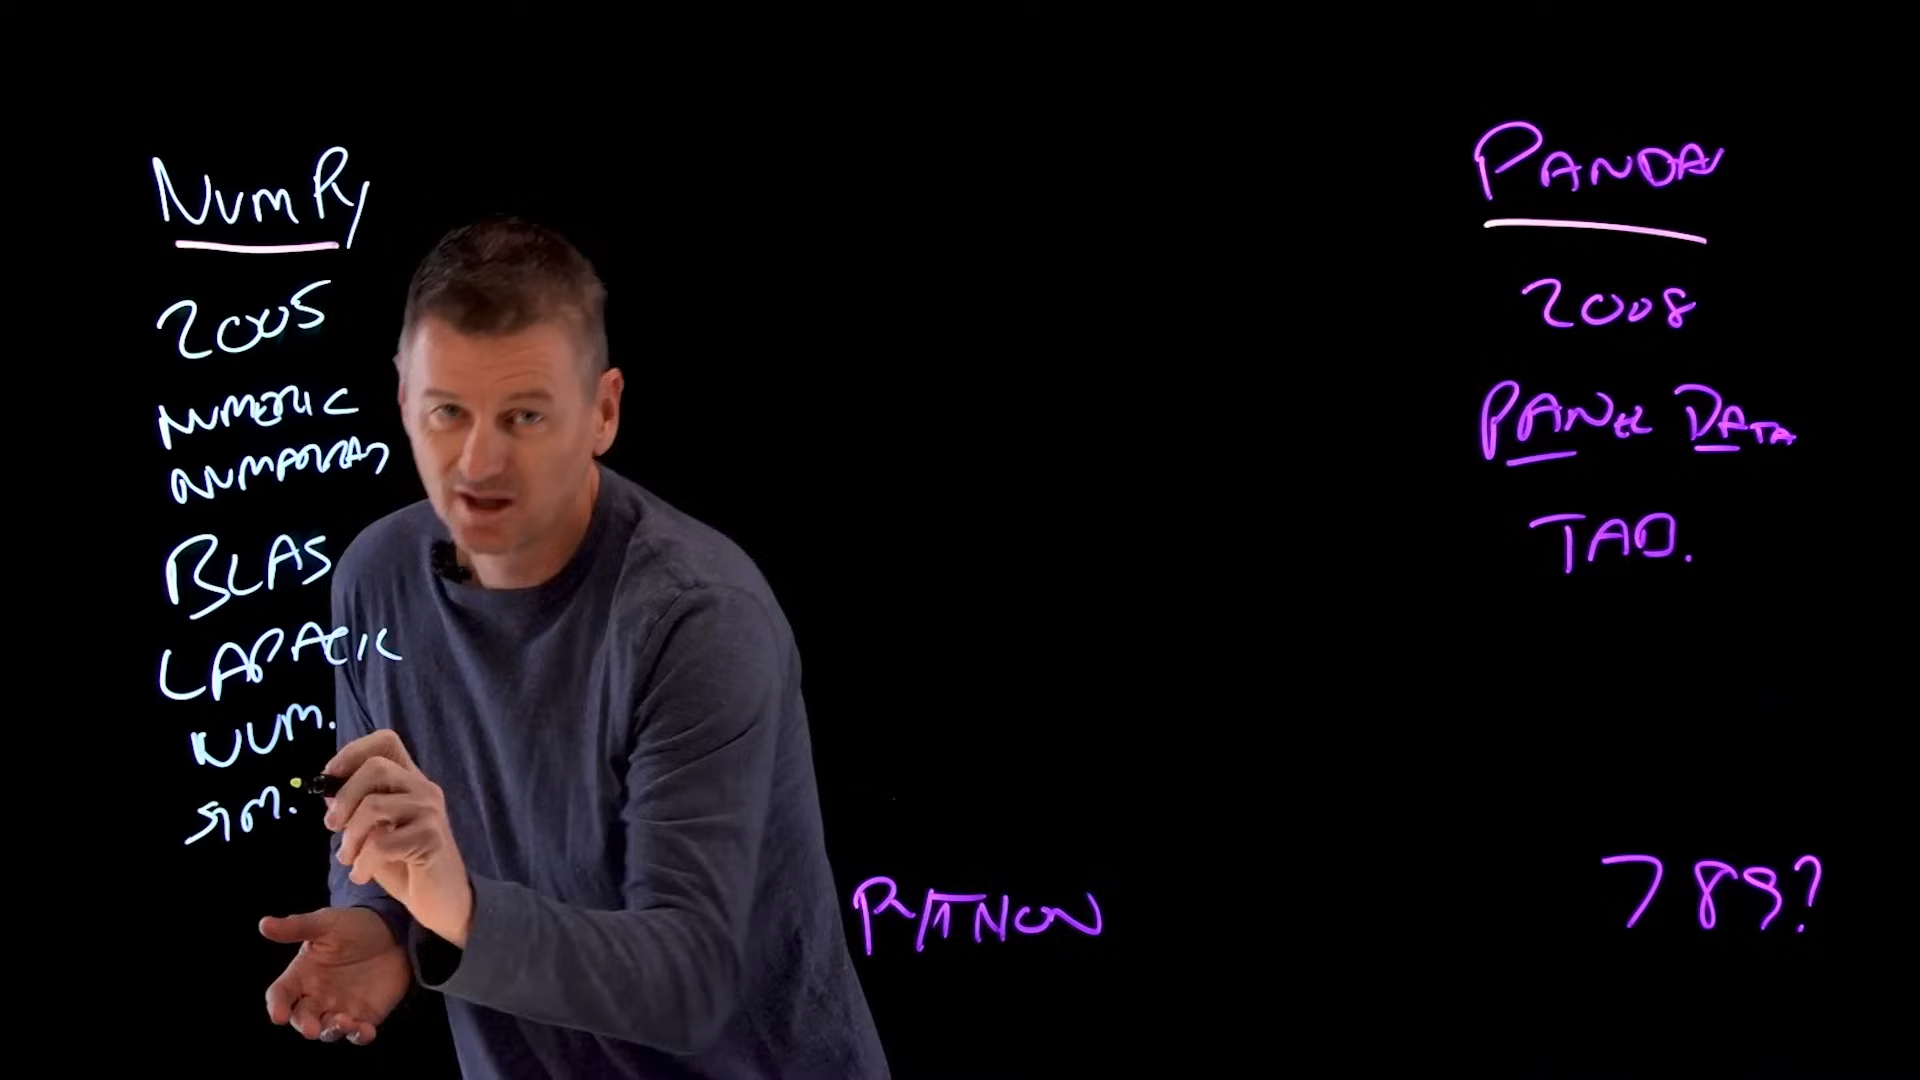 NumPy
2005
NUMERIC
NUMARRAY
BLAS
LAPACK
NUM.
SIM.
PANDAS
2008
PANEL DATA
TAB.
PYTHON
789?